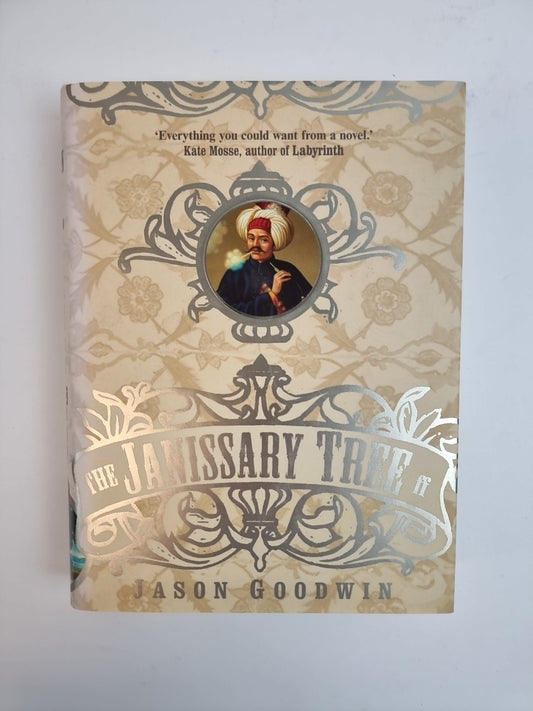 ‘Everything you could want from a novel.’
Kate Mosse, author of Labyrinth
THE JANISSARY TREE
JASON GOODWIN